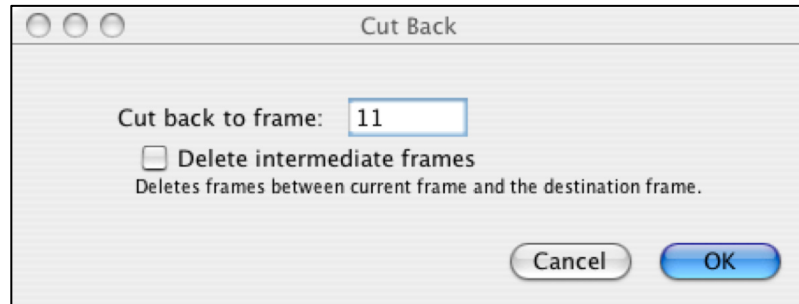 Cut Back
Cut back to frame: 11
Delete intermediate frames
Deletes frames between current frame and the destination frame.
Cancel OK